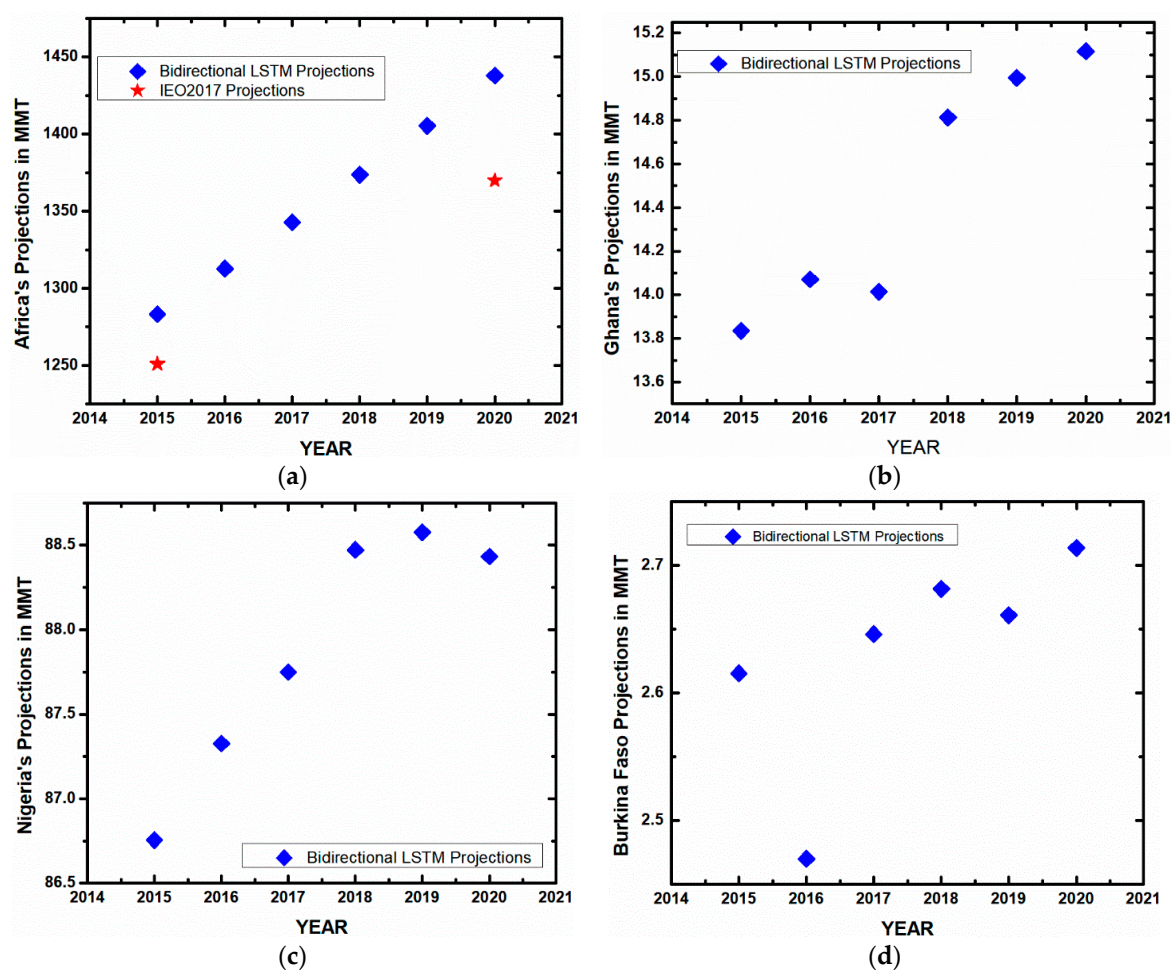 Africa's Projections in MMT
1450
1400
1350
1300
1250
Bidirectional LSTM Projections
IEO2017 Projections
2014 2015 2016 2017 2018 2019 2020 2021
YEAR
(a)
Ghana's Projections in MMT
15.2
15.0
14.8
14.6
14.4
14.2
14.0
13.8
13.6
Bidirectional LSTM Projections
2014 2015 2016 2017 2018 2019 2020 2021
YEAR
(b)
Nigeria's Projections in MMT
88.5
88.0
87.5
87.0
86.5
Bidirectional LSTM Projections
2014 2015 2016 2017 2018 2019 2020 2021
YEAR
(c)
Burkina Faso Projections in MMT
2.7
2.6
2.5
Bidirectional LSTM Projections
2014 2015 2016 2017 2018 2019 2020 2021
YEAR
(d)